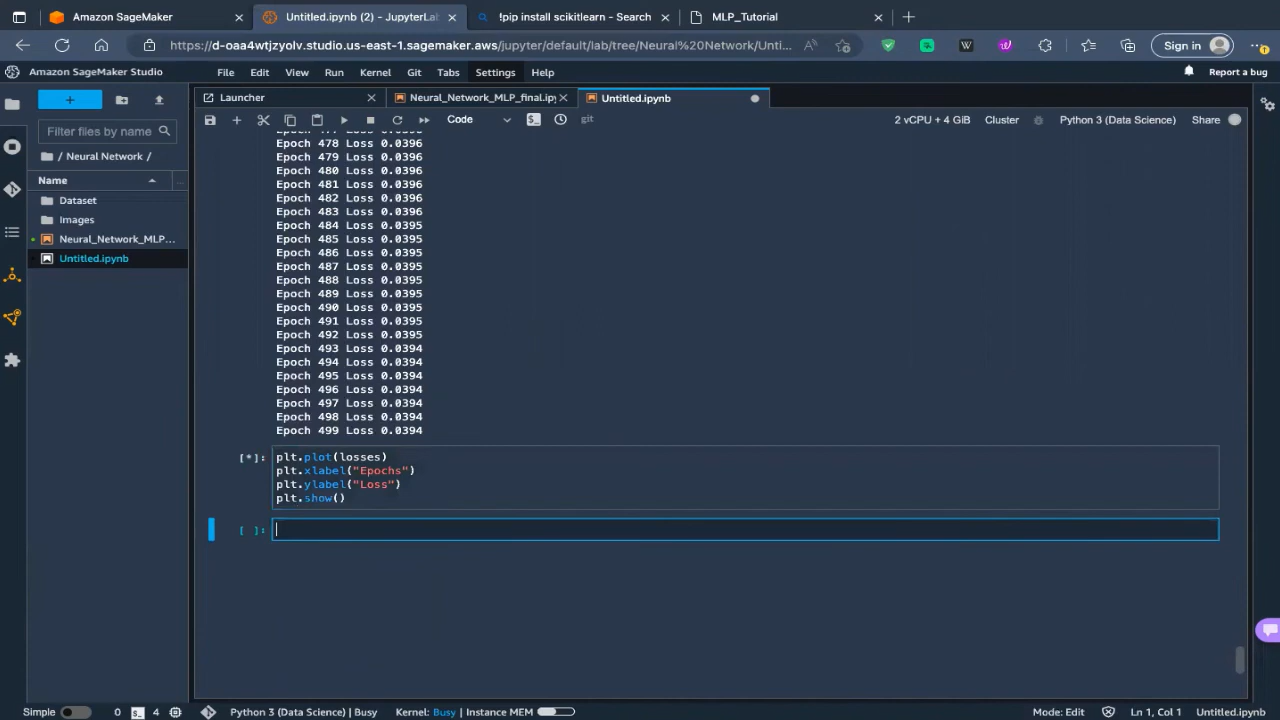 Amazon SageMaker
Untitled.ipynb (2) - JupyterLab
!pip install scikitlearn - Search
MLP_Tutorial
https://d-oaa4wtjzyolv.studio.us-east-1.sagemaker.aws/jupyter/default/lab/tree/Neural%20Network/Unti...
Sign in
Amazon SageMaker Studio
File Edit View Run Kernel Git Tabs Settings Help
Report a bug
Launcher
Neural_Network_MLP_final.ipy
Untitled.ipynb
Filter files by name
Code
git
2 vCPU + 4 GiB
Cluster
Python 3 (Data Science)
Share
/ Neural Network /
Name
Dataset
Images
Neural_Network_MLP...
Untitled.ipynb
Epoch 477 Loss 0.0396
Epoch 478 Loss 0.0396
Epoch 479 Loss 0.0396
Epoch 480 Loss 0.0396
Epoch 481 Loss 0.0396
Epoch 482 Loss 0.0396
Epoch 483 Loss 0.0396
Epoch 484 Loss 0.0395
Epoch 485 Loss 0.0395
Epoch 486 Loss 0.0395
Epoch 487 Loss 0.0395
Epoch 488 Loss 0.0395
Epoch 489 Loss 0.0395
Epoch 490 Loss 0.0395
Epoch 491 Loss 0.0395
Epoch 492 Loss 0.0395
Epoch 493 Loss 0.0394
Epoch 494 Loss 0.0394
Epoch 495 Loss 0.0394
Epoch 496 Loss 0.0394
Epoch 497 Loss 0.0394
Epoch 498 Loss 0.0394
Epoch 499 Loss 0.0394
[*]: plt.plot(losses)
plt.xlabel("Epochs")
plt.ylabel("Loss")
plt.show()
[ ]:
Simple 0 4 Python 3 (Data Science) | Busy Kernel: Busy | Instance MEM Mode: Edit Ln 1, Col 1 Untitled.ipynb